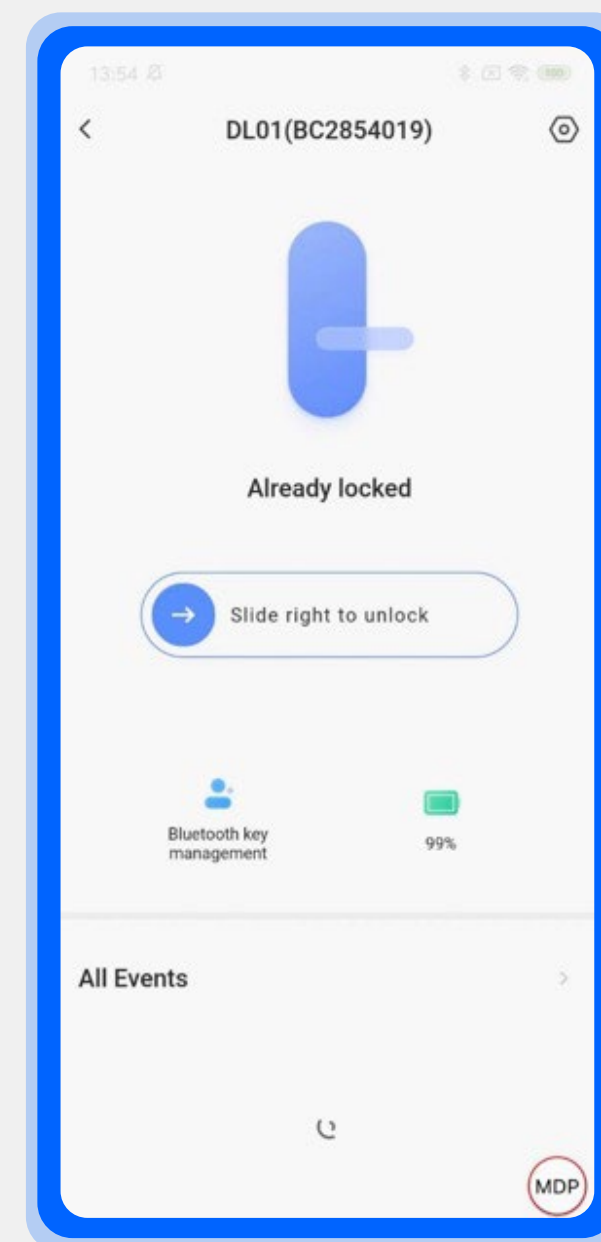 13:54
DL01(BC2854019)
Already locked
Slide right to unlock
Bluetooth key
management
99%
All Events
MDP